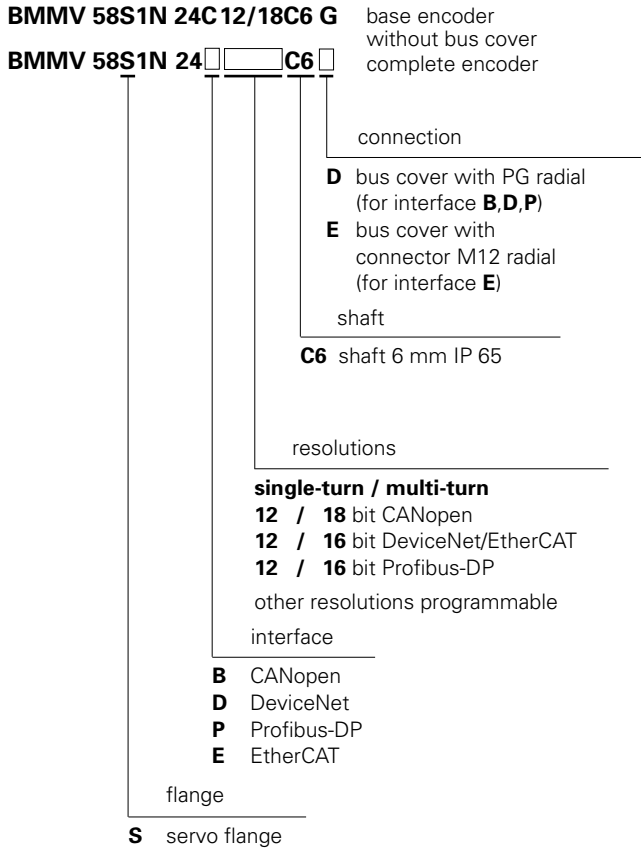 BMMV 58S1N 24C12/18C6 G base encoder
without bus cover
BMMV 58S1N 24 C6 complete encoder
connection
D bus cover with PG radial
(for interface B,D,P)
E bus cover with
connector M12 radial
(for interface E)
shaft
C6 shaft 6 mm IP 65
resolutions
single-turn / multi-turn
12 / 18 bit CANopen
12 / 16 bit DeviceNet/EtherCAT
12 / 16 bit Profibus-DP
other resolutions programmable
interface
B CANopen
D DeviceNet
P Profibus-DP
E EtherCAT
flange
S servo flange